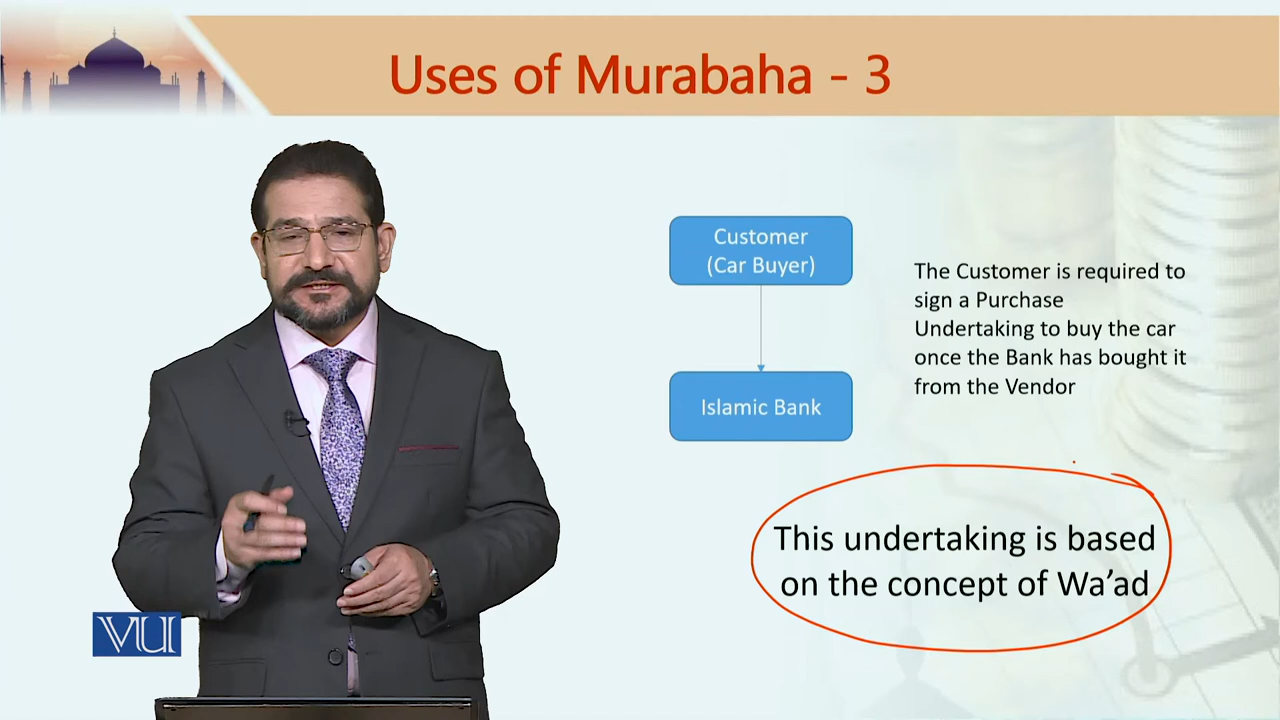 Uses of Murabaha - 3
Customer
(Car Buyer)
Islamic Bank
The Customer is required to
sign a Purchase
Undertaking to buy the car
once the Bank has bought it
from the Vendor
This undertaking is based
on the concept of Wa’ad
VU